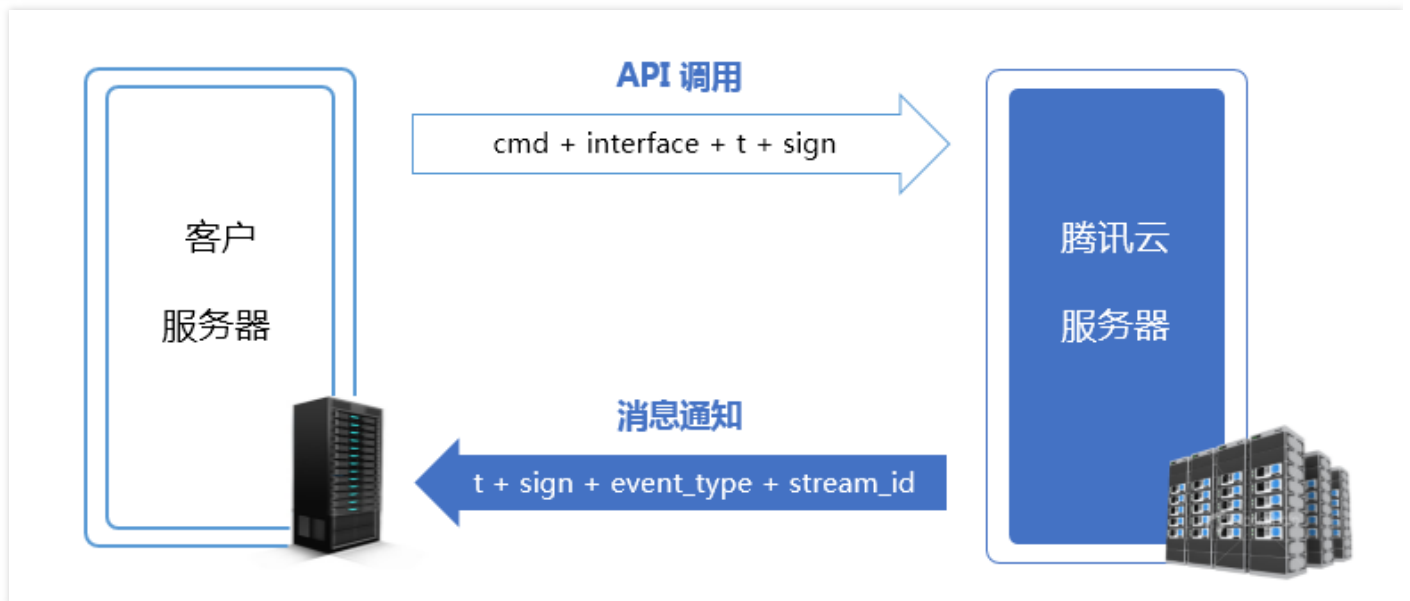 API 调用
cmd + interface + t + sign
客户
服务器
腾讯云
服务器
消息通知
t + sign + event_type + stream_id